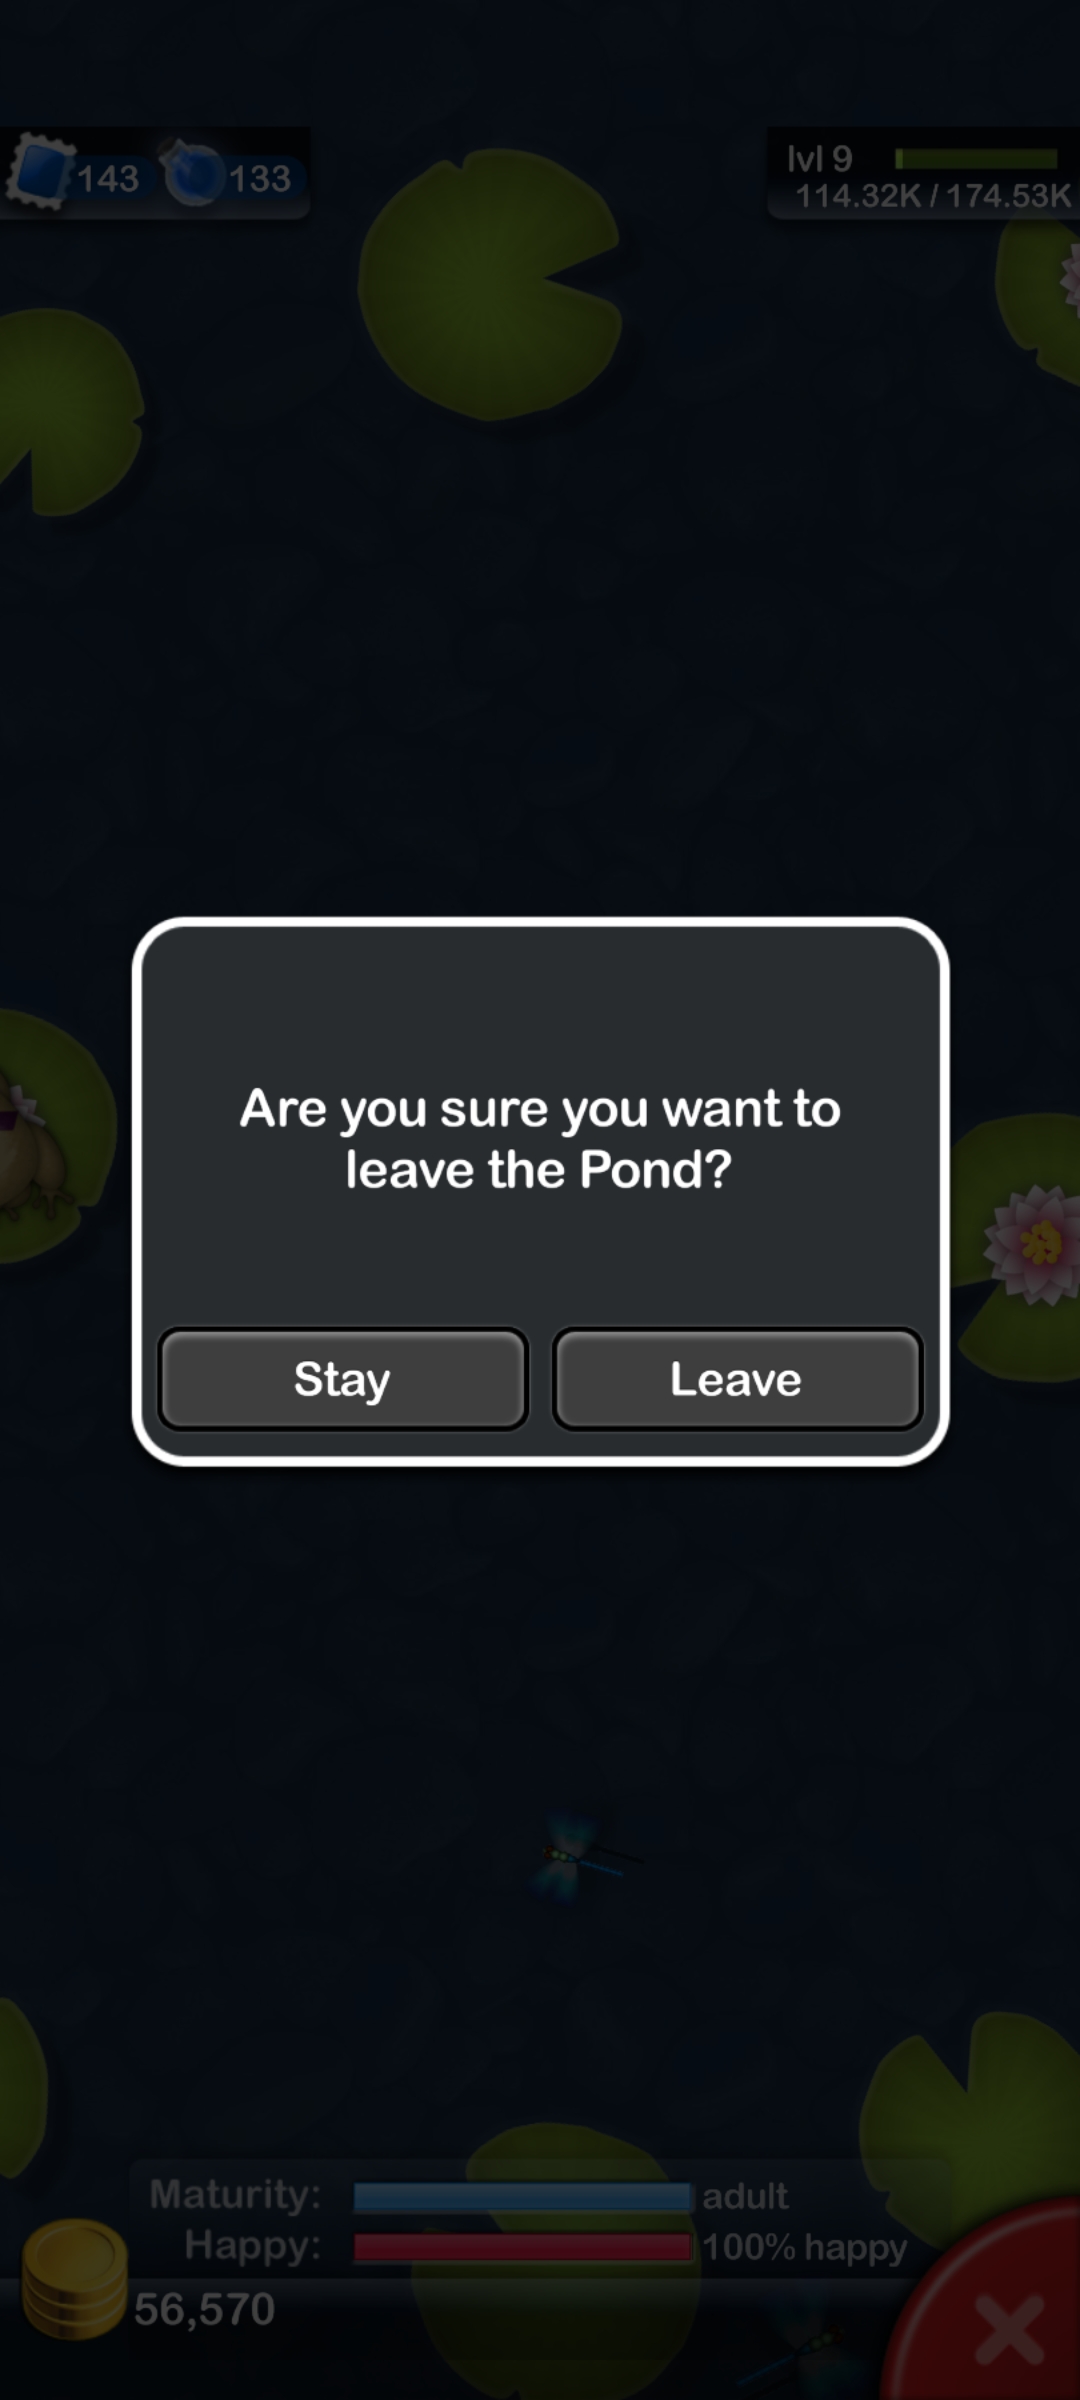 143 133
lvl 9
114.32K / 174.53K
Are you sure you want to
leave the Pond?
Stay Leave
Maturity: adult
Happy: 100% happy
56,570